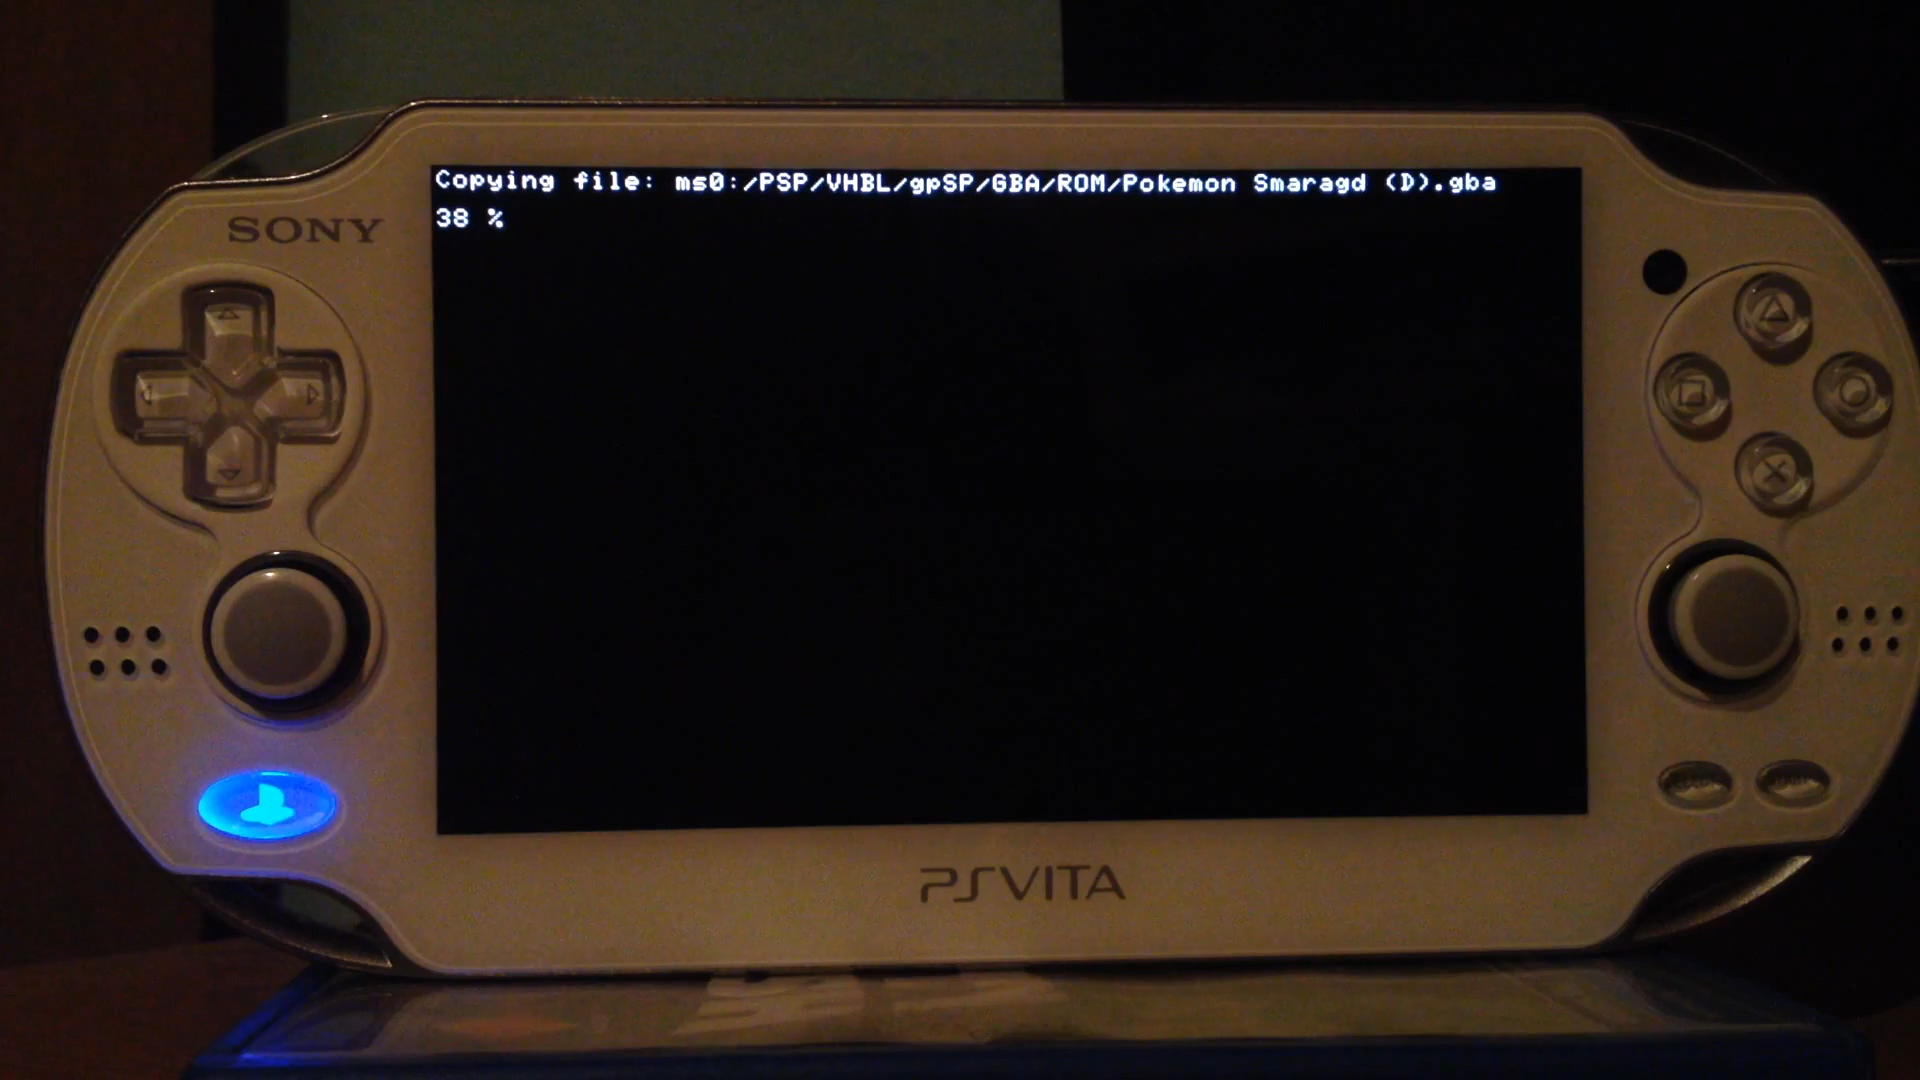 Copying file: ms0:/PSP/VHBL/gpSP/GBA/ROM/Pokemon Smaragd (D).gba
38 %
SONY
PSVITA